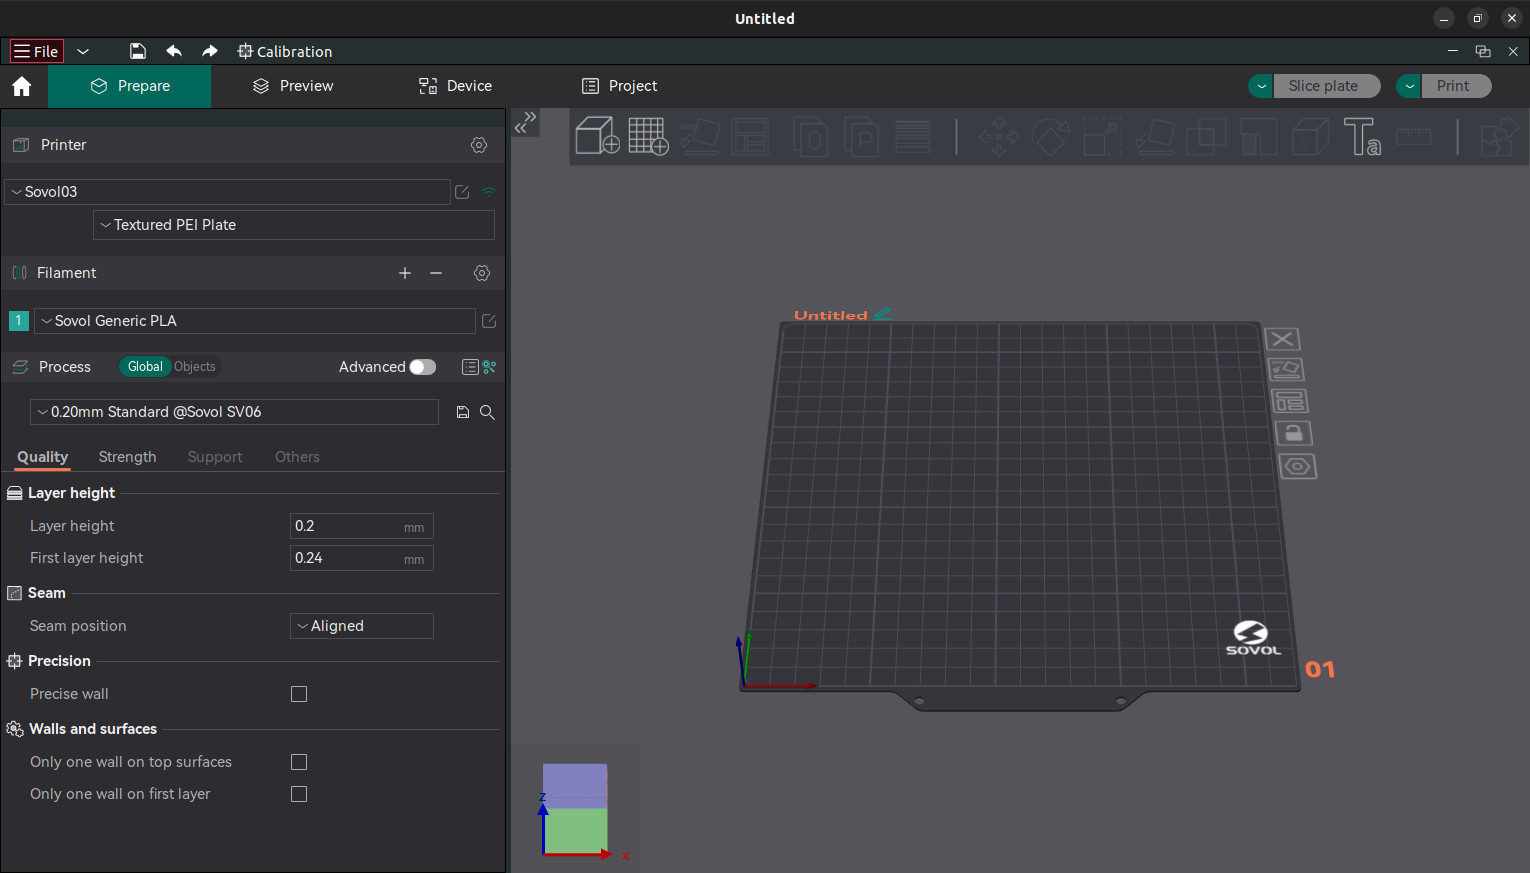 Untitled
File
Calibration
Prepare
Preview
Device
Project
Slice plate
Print
Printer
Sovol03
Textured PEI Plate
Filament
1
Sovol Generic PLA
Process
Global
Objects
Advanced
0.20mm Standard @Sovol SV06
Quality
Strength
Support
Others
Layer height
Layer height
0.2
mm
First layer height
0.24
mm
Seam
Seam position
Aligned
Precision
Precise wall
Walls and surfaces
Only one wall on top surfaces
Only one wall on first layer
O
P
Ta
Untitled
SOVOL
01
Z
X